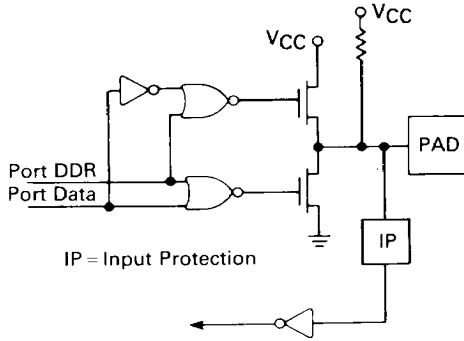 VCC
VCC
PAD
Port DDR
Port Data
IP
IP = Input Protection